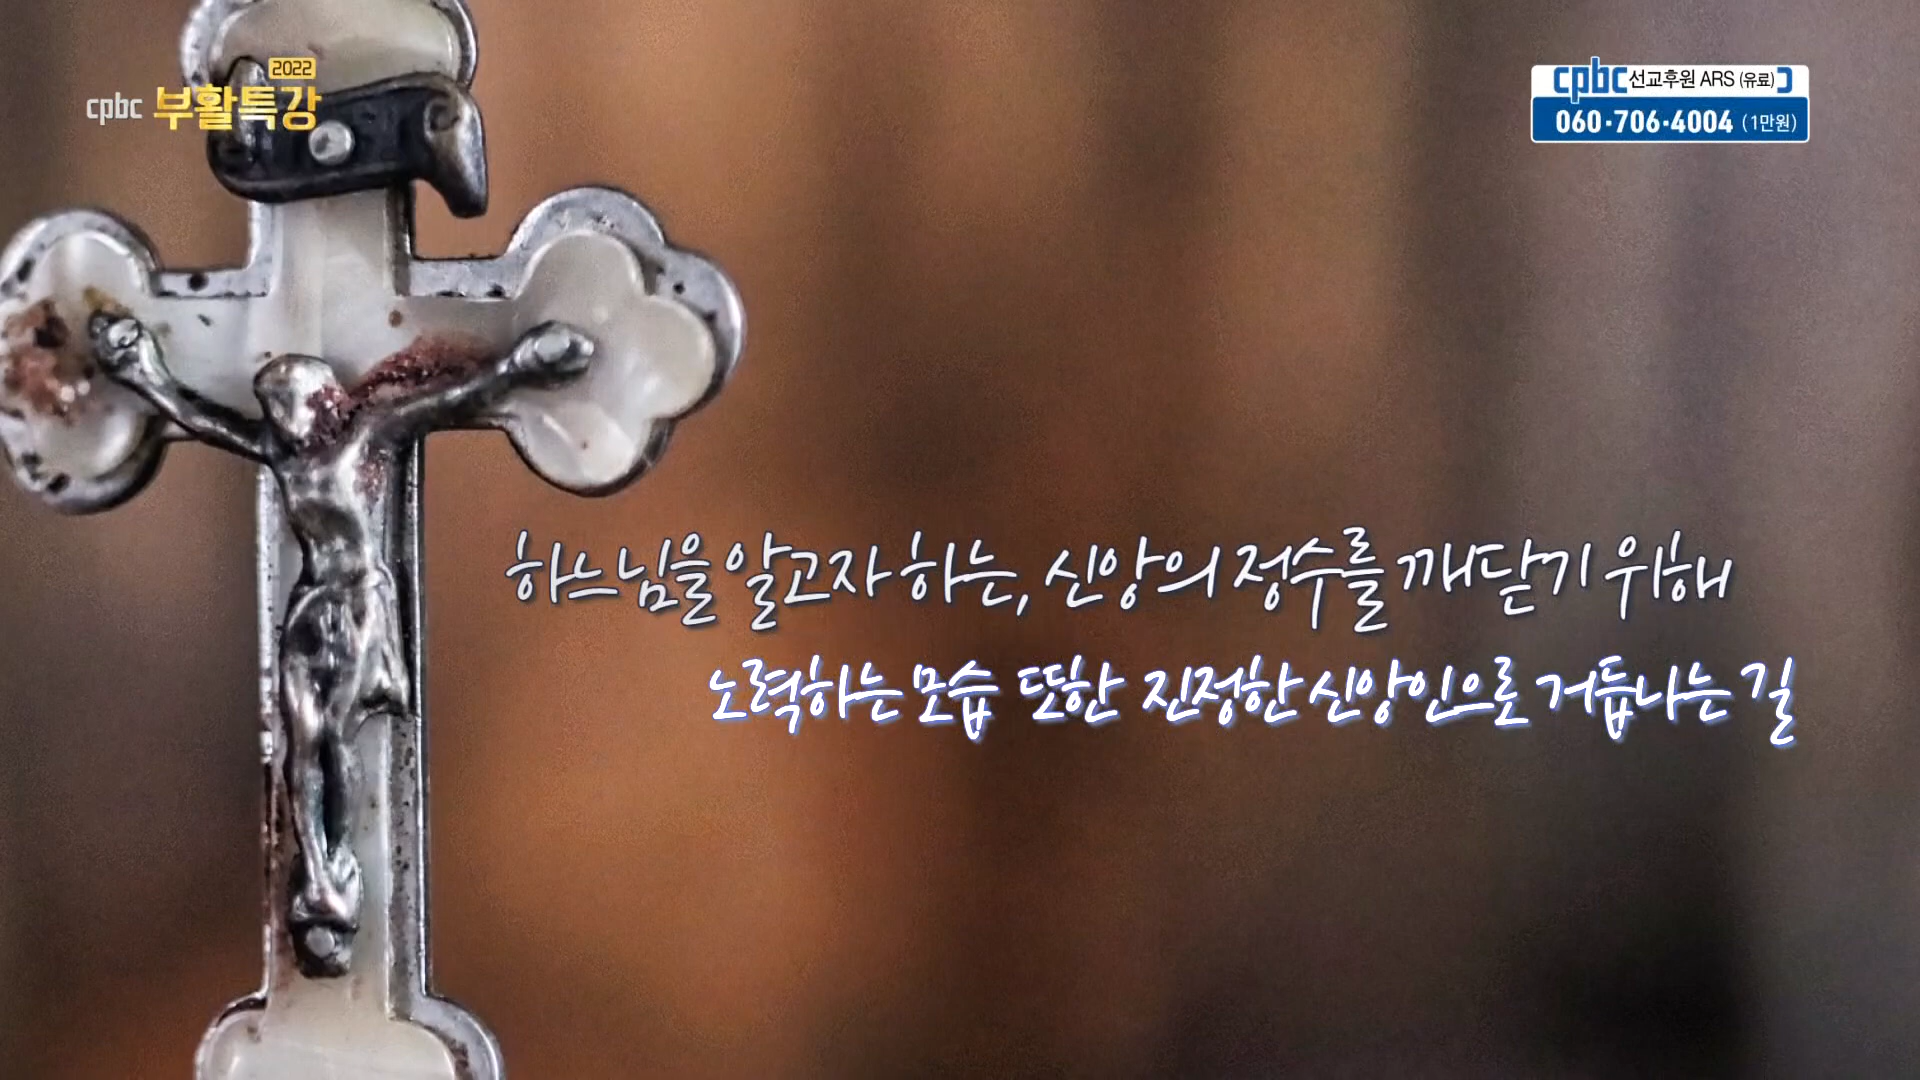 2022
cpbc 부활특강
cpbc 선교후원 ARS (유료)
060·706·4004 (1만원)
하느님을 알고자 하는, 신앙의 정수를 깨닫기 위해
노력하는 모습 또한 진정한 신앙인으로 거듭나는 길